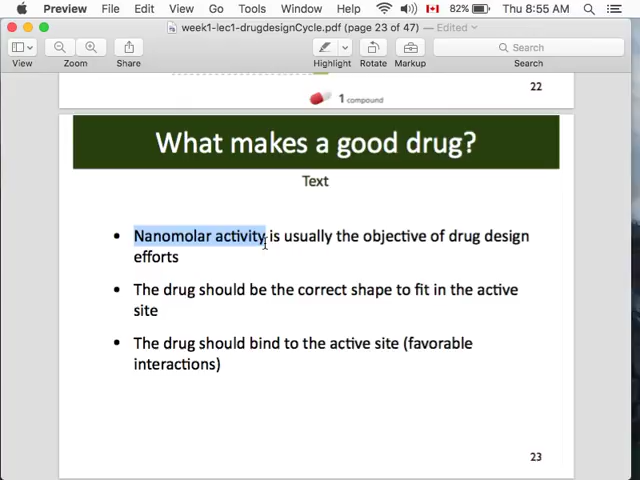 Preview File Edit View Go Tools Window Help 82% Thu 8:55 AM
week1-lec1-drugdesignCycle.pdf (page 23 of 47) — Edited
View Zoom Share Highlight Rotate Markup Search
Search
22
1 compound
What makes a good drug?
Text
• Nanomolar activity is usually the objective of drug design
efforts
• The drug should be the correct shape to fit in the active
site
• The drug should bind to the active site (favorable
interactions)
23